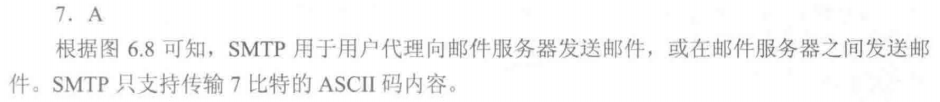 7. A
根据图 6.8 可知，SMTP 用于用户代理向邮件服务器发送邮件，或在邮件服务器之间发送邮
件。SMTP 只支持传输 7 比特的 ASCII 码内容。